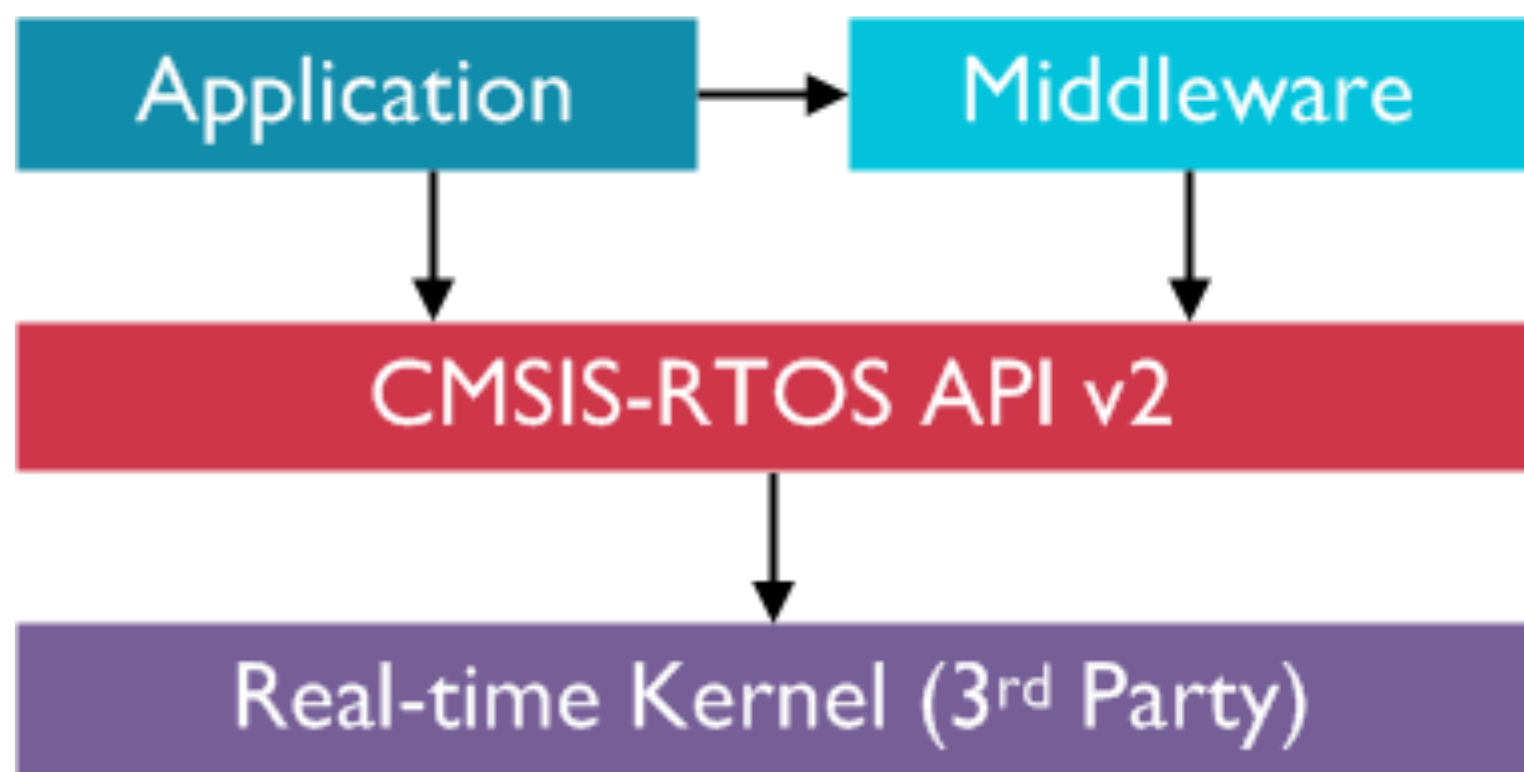 Application
Middleware
CMSIS-RTOS API v2
Real-time Kernel (3rd Party)